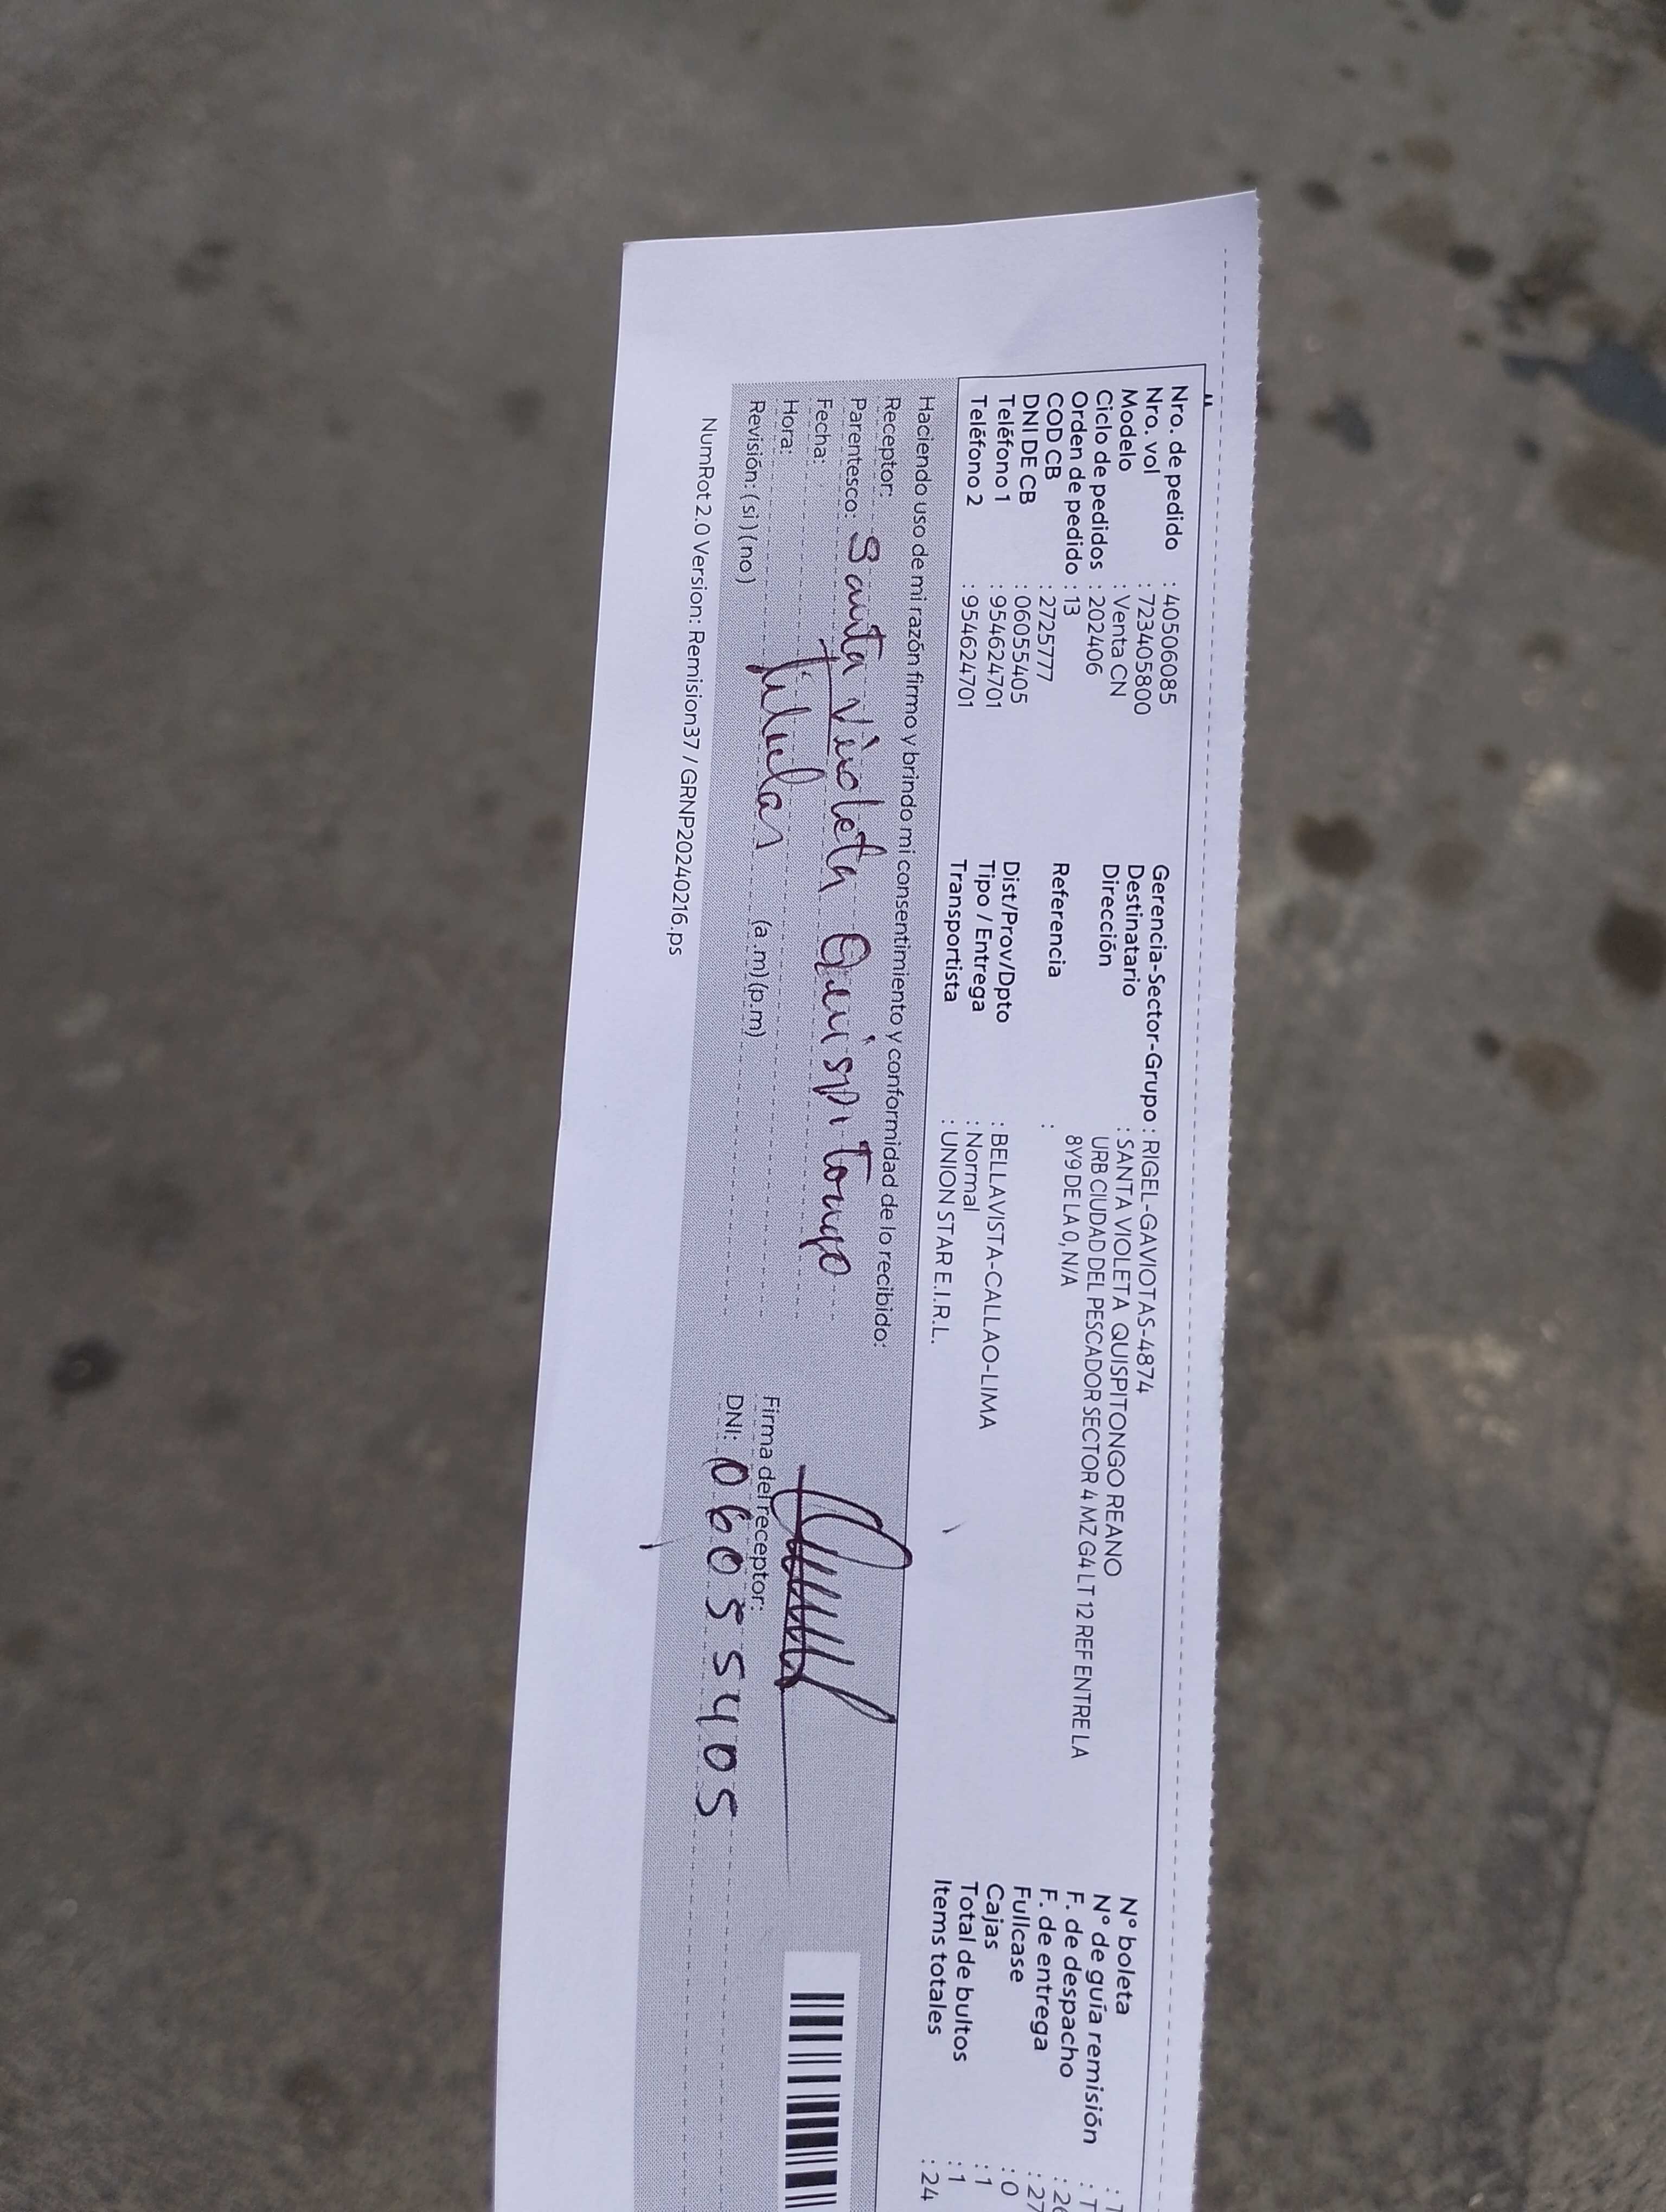 Nro. de pedido : 40506085
Nro. vol : 723405800
Modelo : Venta CN
Ciclo de pedidos : 202406
Orden de pedido : 13
COD CB : 2725777
DNI DE CB : 06055405
Teléfono 1 : 954624701
Teléfono 2 : 954624701
Gerencia-Sector-Grupo : RIGEL-GAVIOTAS-4874
Destinatario : SANTA VIOLETA QUISPITONGO REANO
Dirección URB CIUDAD DEL PESCADOR SECTOR 4 MZ G4 LT 12 REF ENTRE LA
8Y9 DE LA 0, N/A
Referencia :
Dist/Prov/Dpto : BELLAVISTA-CALLAO-LIMA
Tipo / Entrega : Normal
Transportista : UNION STAR E.I.R.L.
N° boleta :
N° de guía remisión : T
F. de despacho : 26
F. de entrega : 27
Fullcase : 0
Cajas : 1
Total de bultos : 1
Items totales : 24
Haciendo uso de mi razón firmo y brindo mi consentimiento y conformidad de lo recibido:
Receptor:
Parentesco: Santa Violeta Quispitongo
Fecha:
Hora: (a.m) (p.m)
Revisión: (si) (no)
Firma del receptor:
DNI: 06055405
NumRot 2.0 Version: Remision37 / GRNP20240216.ps